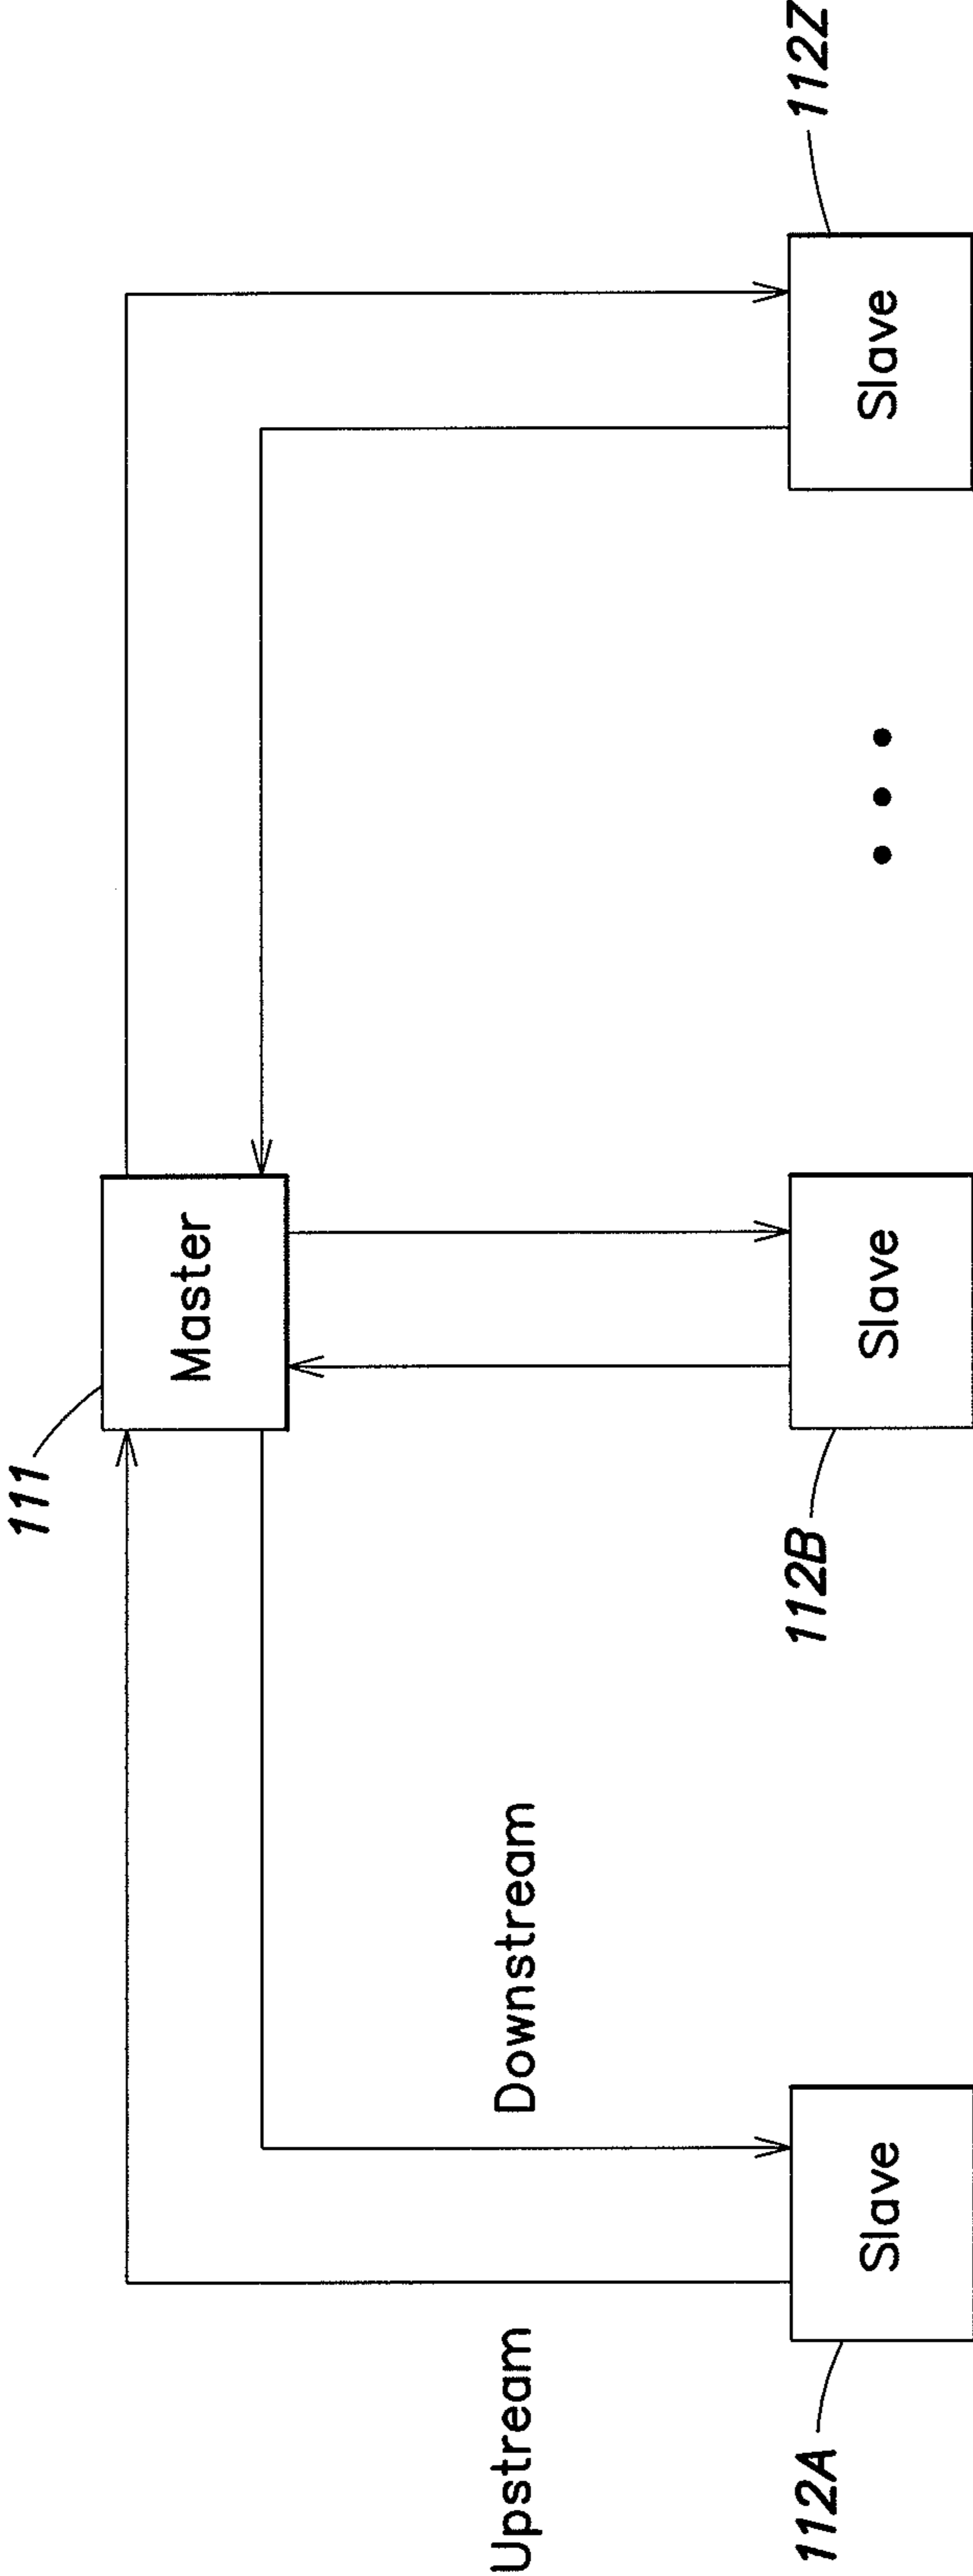 111
Master
Upstream
Downstream
112A
Slave
112B
Slave
Slave
112Z